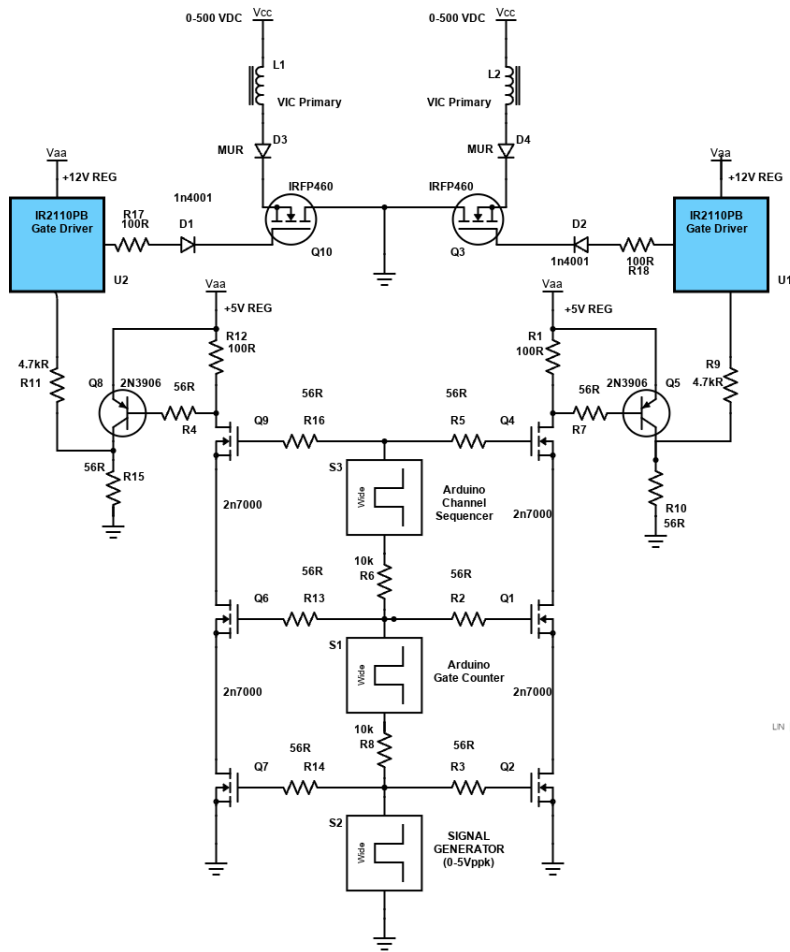 Vcc
0-500 VDC
Vcc
0-500 VDC
L1
L2
VIC Primary
VIC Primary
D3
MUR
D4
MUR
Vaa
+12V REG
Vaa
+12V REG
1n4001
IRFP460
IRFP460
IR2110PB
Gate Driver
R17
100R
D1
D2
1n4001
100R
R18
IR2110PB
Gate Driver
Q10
Q3
U2
U1
Vaa
+5V REG
Vaa
+5V REG
R12
100R
R1
100R
4.7kR
R11
Q8
2N3906
56R
R4
Q9
56R
R16
56R
R5
Q4
56R
R7
2N3906
Q5
R9
4.7kR
56R
R15
S3
Wide
Arduino
Channel
Sequencer
R10
56R
2n7000
2n7000
10k
R6
Q6
56R
R13
56R
R2
Q1
S1
Wide
Arduino
Gate Counter
2n7000
2n7000
10k
R8
Q7
56R
R14
56R
R3
Q2
S2
Wide
SIGNAL
GENERATOR
(0-5Vppk)
LIN